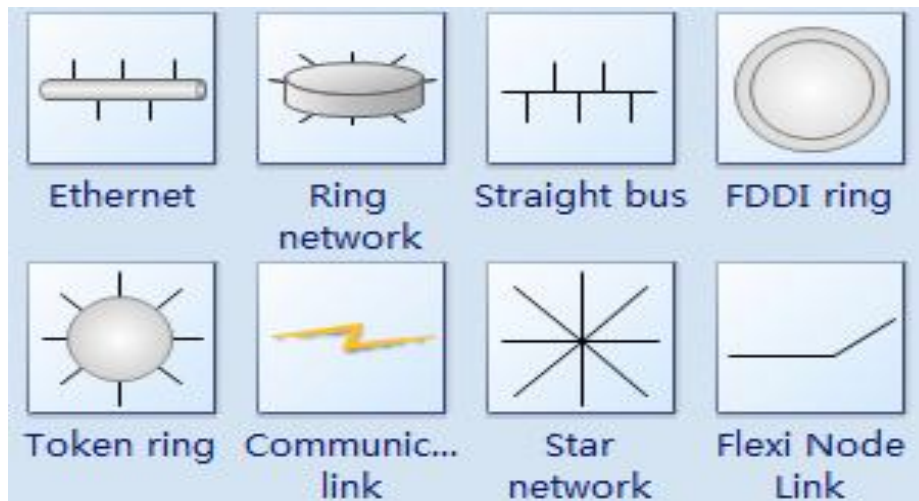 Ethernet
Ring
network
Straight bus
FDDI ring
Token ring
Communic...
link
Star
network
Flexi Node
Link